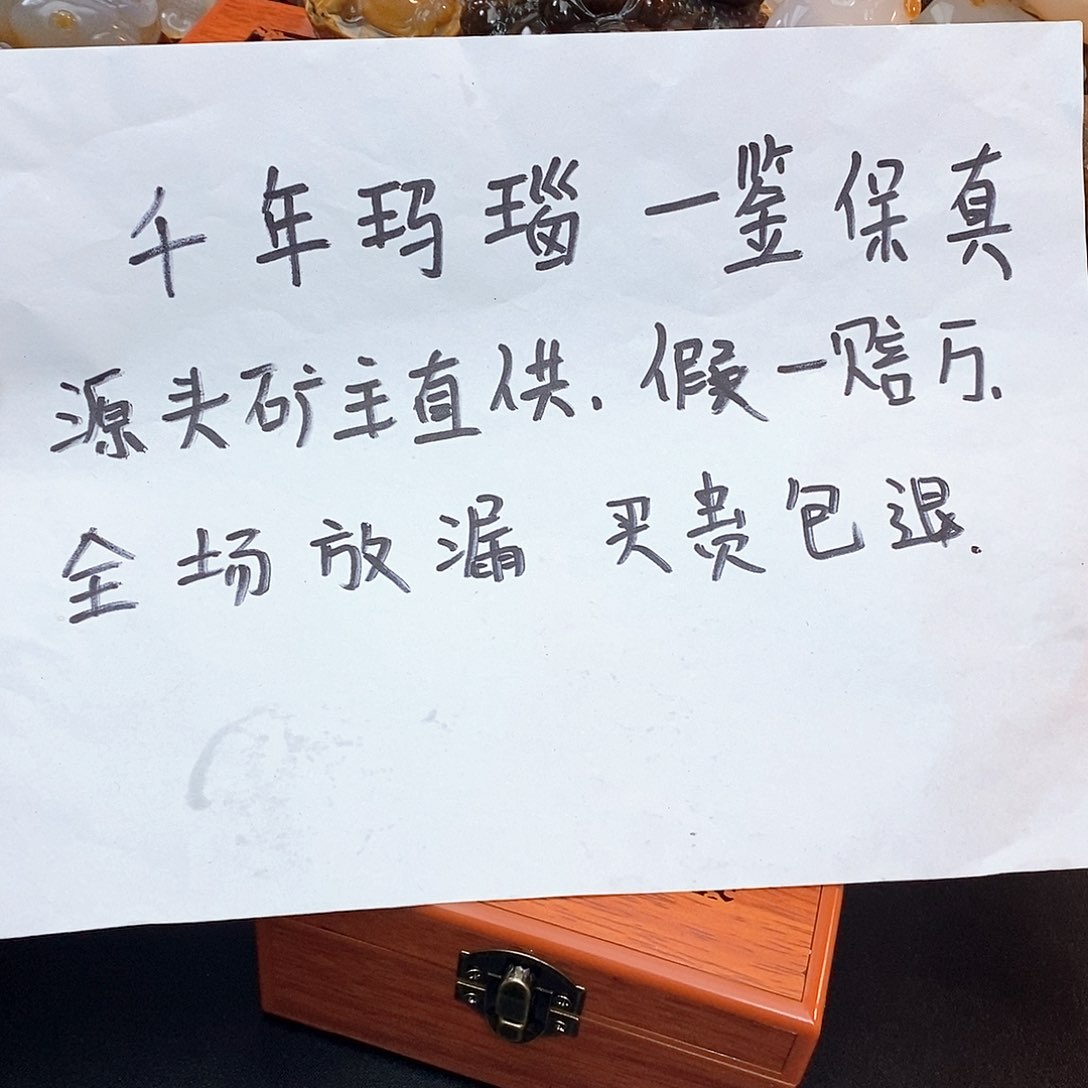 千年玛瑙 一鉴保真
源头矿主直供. 假一赔万.
全场放漏 买贵包退.